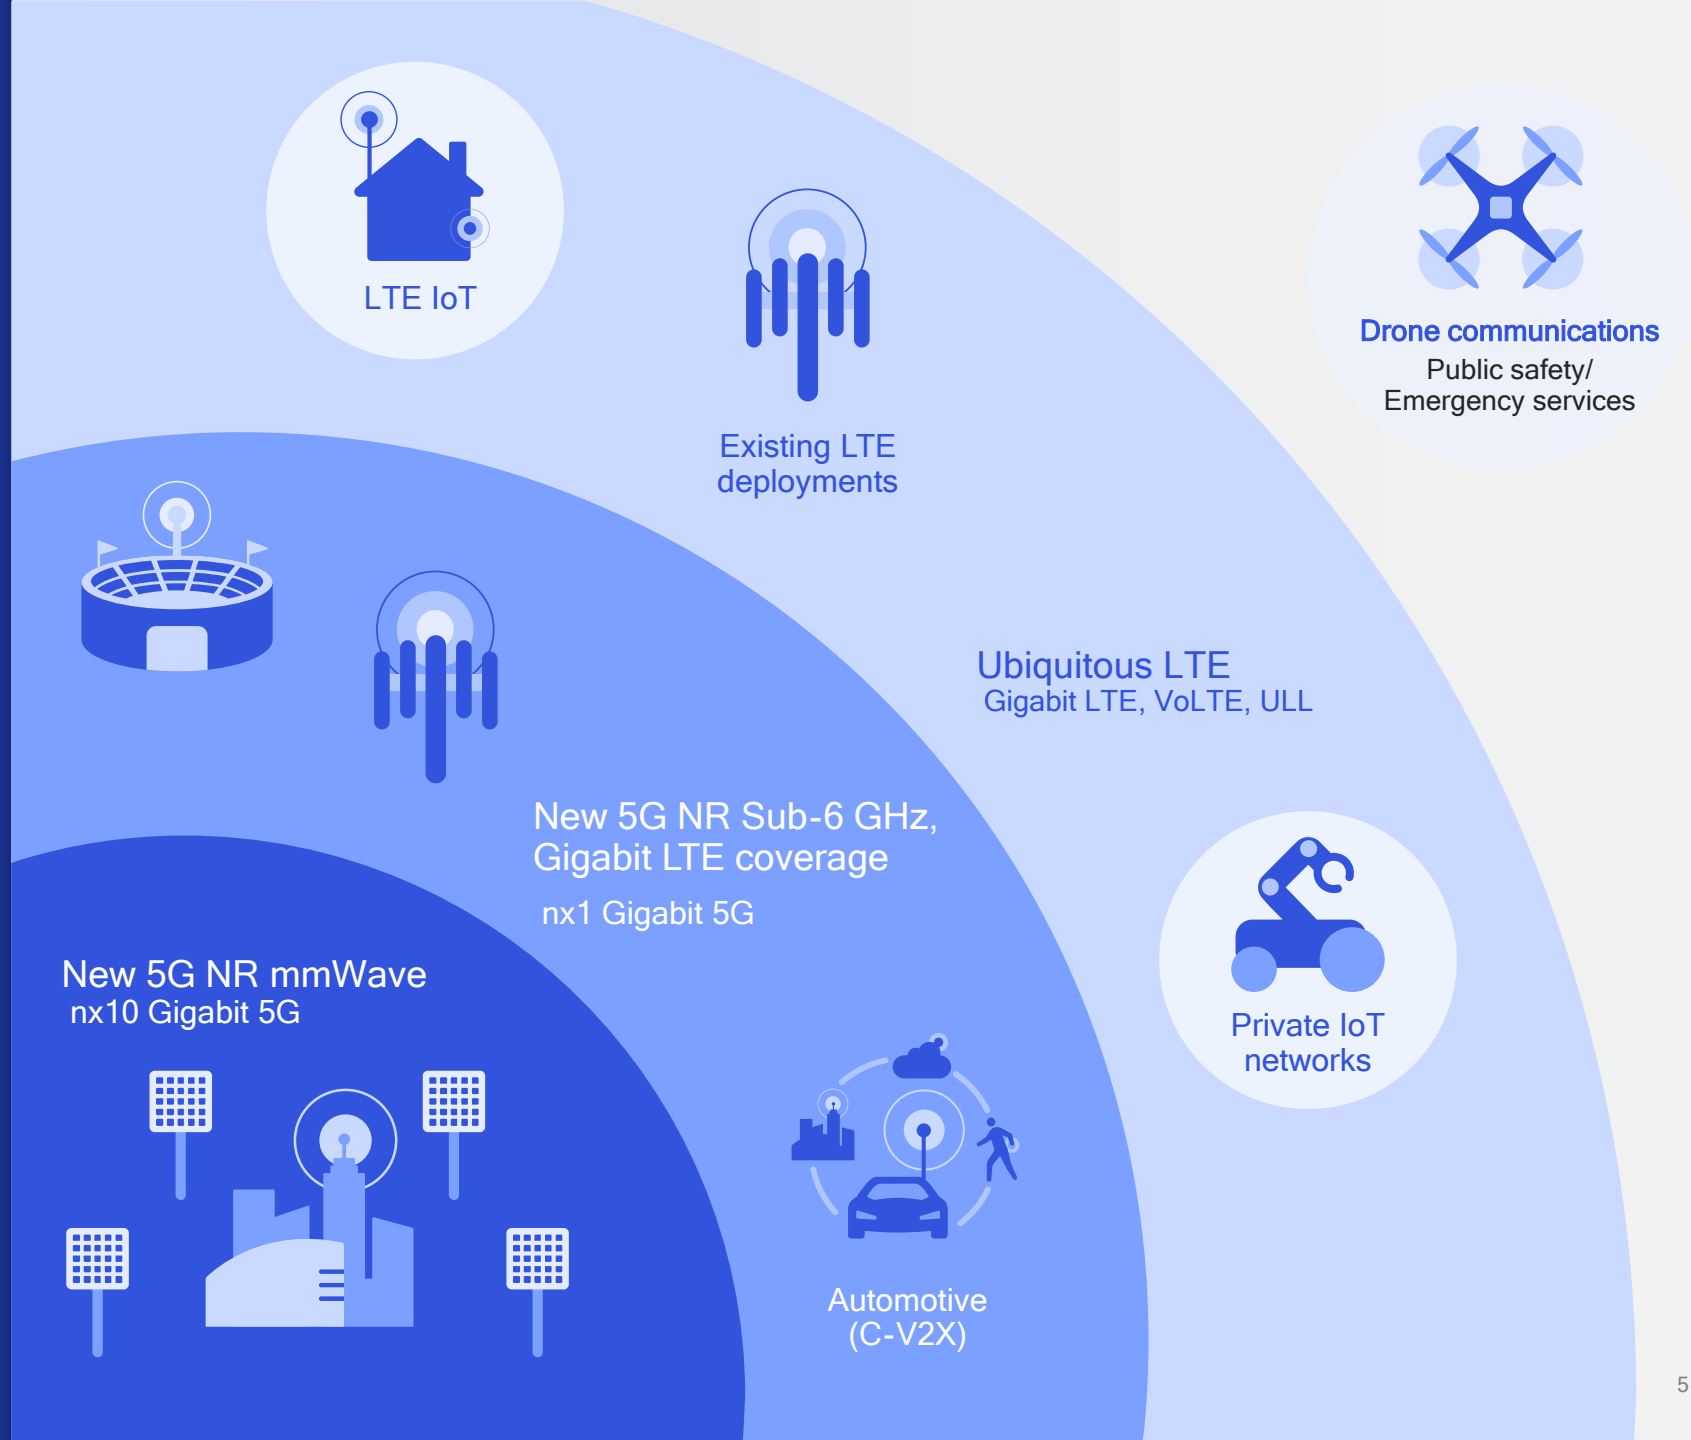 LTE IoT
Drone communications
Public safety/
Emergency services
Existing LTE
deployments
Ubiquitous LTE
Gigabit LTE, VoLTE, ULL
New 5G NR Sub-6 GHz,
Gigabit LTE coverage
nx1 Gigabit 5G
New 5G NR mmWave
nx10 Gigabit 5G
Private IoT
networks
Automotive
(C-V2X)
5